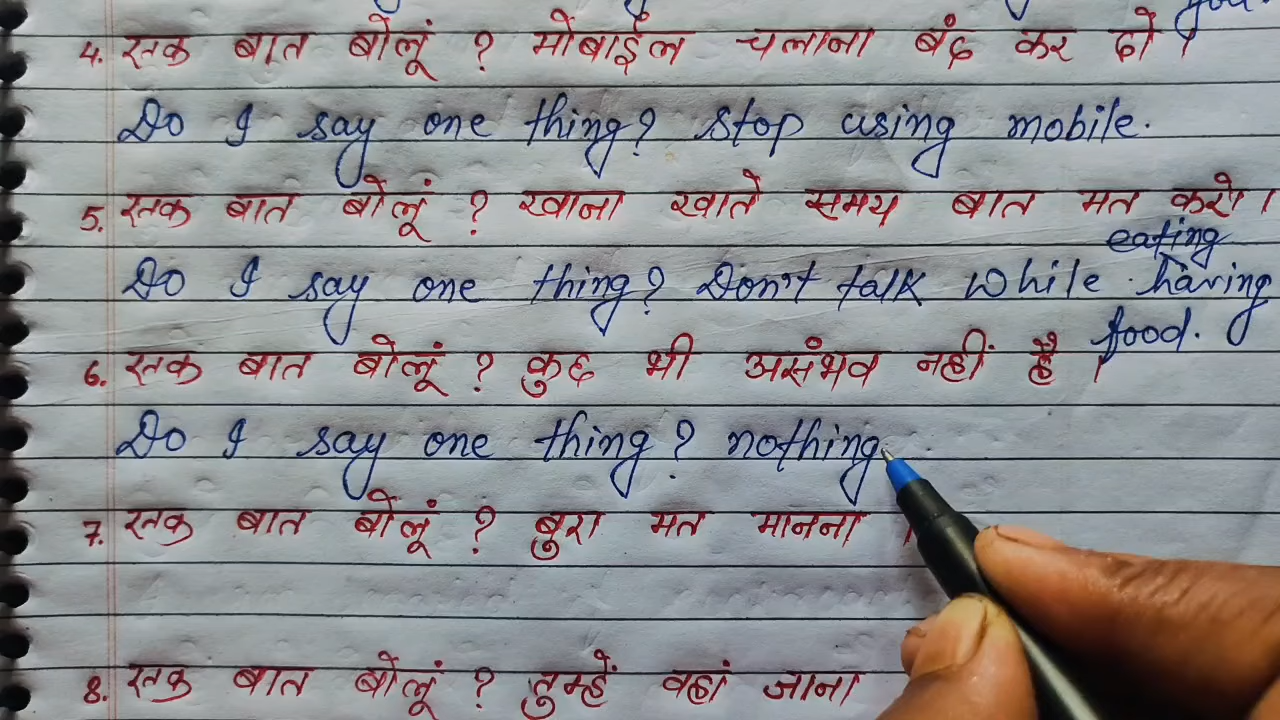 4. एक बात बोलूं ? मोबाईल चलाना बंद कर दो ।
Do I say one thing? Stop using mobile.
5. एक बात बोलूं ? खाना खाते समय बात मत करो ।
eating
Do I say one thing? Don't talk while having
food.
6. एक बात बोलूं ? कुछ भी असंभव नहीं है ।
Do I say one thing? nothing
7. एक बात बोलूं ? बुरा मत मानना ।
8. एक बात बोलूं ? तुम्हें वहां जाना